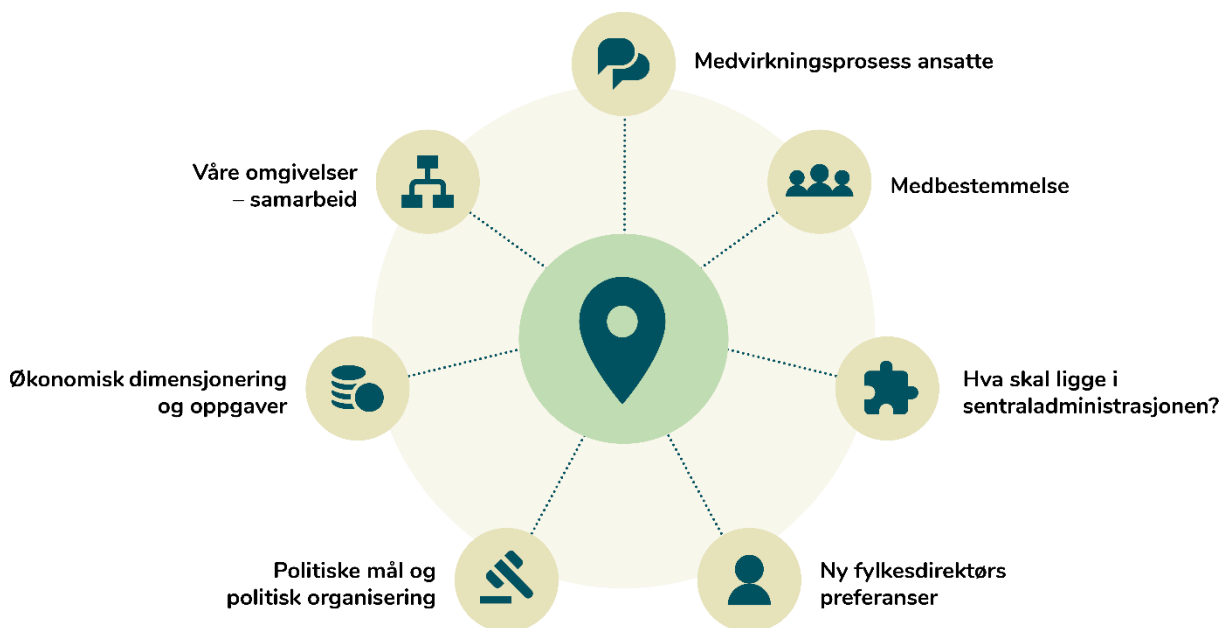 Medvirkningsprosess ansatte
Medbestemmelse
Hva skal ligge i
sentraladministrasjonen?
Ny fylkesdirektørs
preferanser
Politiske mål og
politisk organisering
Økonomisk dimensjonering
og oppgaver
Våre omgivelser
– samarbeid